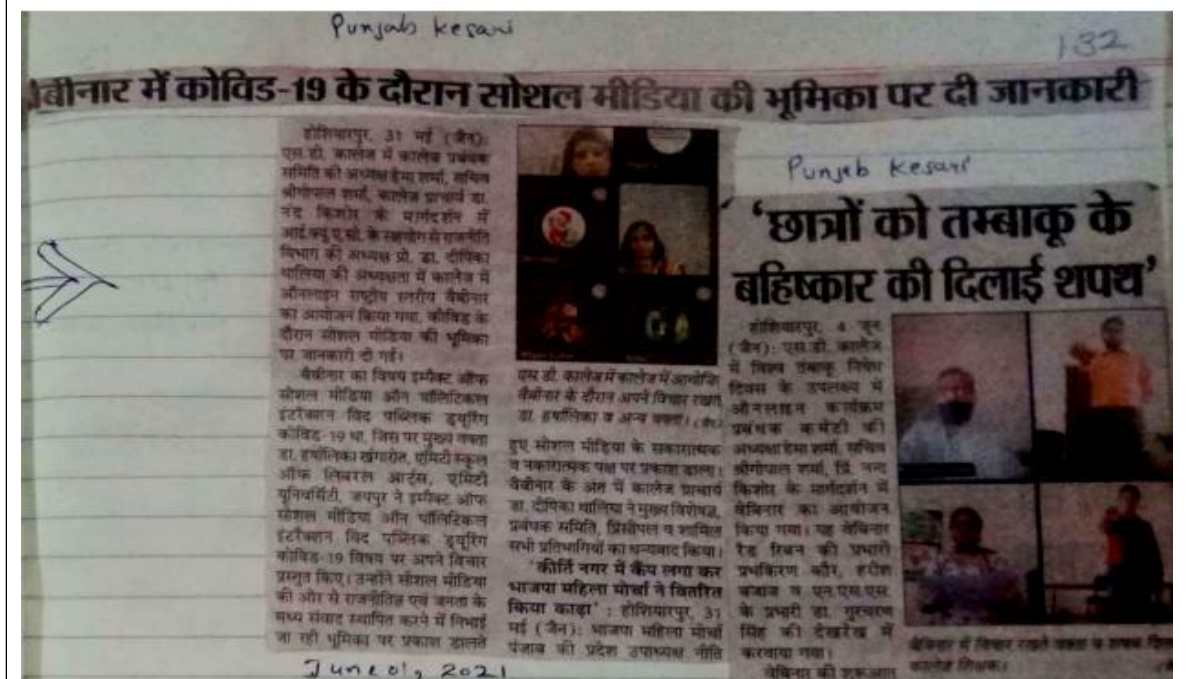 Punjab Kesari
132
वैबीनार में कोविड-19 के दौरान सोशल मीडिया की भूमिका पर दी जानकारी
होशियारपुर, 31 मई (जैन):
एस.डी. कालेज में कालेज प्रबंधक
समिति की अध्यक्ष हेमा शर्मा, सचिव
श्रीगोपाल शर्मा, कालेज प्राचार्य डा.
नंद किशोर के मार्गदर्शन में
आई.क्यू.ए.सी. के सहयोग से राजनीति
विभाग की अध्यक्ष प्रो. डा. दीपिका
धालिया की अध्यक्षता में कालेज में
ऑनलाइन राष्ट्रीय स्तरीय वैबीनार
का आयोजन किया गया, कोविड के
दौरान सोशल मीडिया की भूमिका
पर जानकारी दी गई।
वैबीनार का विषय इम्पैक्ट ऑफ
सोशल मीडिया ऑन पॉलिटिकल
इंटरैक्शन विद पब्लिक ड्यूरिंग
कोविड-19 था, जिस पर मुख्य वक्ता
डा. हर्षालिका खंगारोत, एमिटी स्कूल
ऑफ लिबरल आर्टस, एमिटी
यूनिवर्सिटी, जयपुर ने इम्पैक्ट ऑफ
सोशल मीडिया ऑन पॉलिटिकल
इंटरैक्शन विद पब्लिक ड्यूरिंग
कोविड-19 विषय पर अपने विचार
प्रस्तुत किए। उन्होंने सोशल मीडिया
की ओर से राजनीतिज्ञ एवं जनता के
मध्य संवाद स्थापित करने में निभाई
जा रही भूमिका पर प्रकाश डालते
एस.डी. कालेज में कालेज में आयोजि
वैबीनार के दौरान अपने विचार रखते
डा. हर्षालिका व अन्य वक्ता।
हुए सोशल मीडिया के सकारात्मक
व नकारात्मक पक्ष पर प्रकाश डाला।
वैबीनार के अंत में कालेज प्राचार्य
डा. दीपिका धालिया ने मुख्य विशेषज्ञ,
प्रबंधक समिति, प्रिंसीपल व शामिल
सभी प्रतिभागियों का धन्यवाद किया।
'कीर्ति नगर में कैंप लगा कर
भाजपा महिला मोर्चा ने वितरित
किया काढ़ा' : होशियारपुर, 31
मई (जैन): भाजपा महिला मोर्चा
पंजाब की प्रदेश उपाध्यक्ष नीति
June 01, 2021
Punjab Kesari
'छात्रों को तम्बाकू के
बहिष्कार की दिलाई शपथ'
होशियारपुर, 4 जून
(जैन): एस.डी. कालेज
में विश्व तंबाकू निषेध
दिवस के उपलक्ष्य में
ऑनलाइन कार्यक्रम
प्रबंधक कमेटी की
अध्यक्षा हेमा शर्मा, सचिव
श्रीगोपाल शर्मा, प्रिं. नन्द
किशोर के मार्गदर्शन में
वेबिनार का आयोजन
किया गया। यह वेबिनार
रैड रिबन की प्रभारी
प्रभकिरण कौर, हरीश
बजाज व एन.एस.एस.
के प्रभारी डा. गुरचरण
सिंह की देखरेख में
करवाया गया।
वेबिनार की शुरूआत
वेबिनार में विचार रखते वक्ता व शपथ
कालेज शिक्षक।